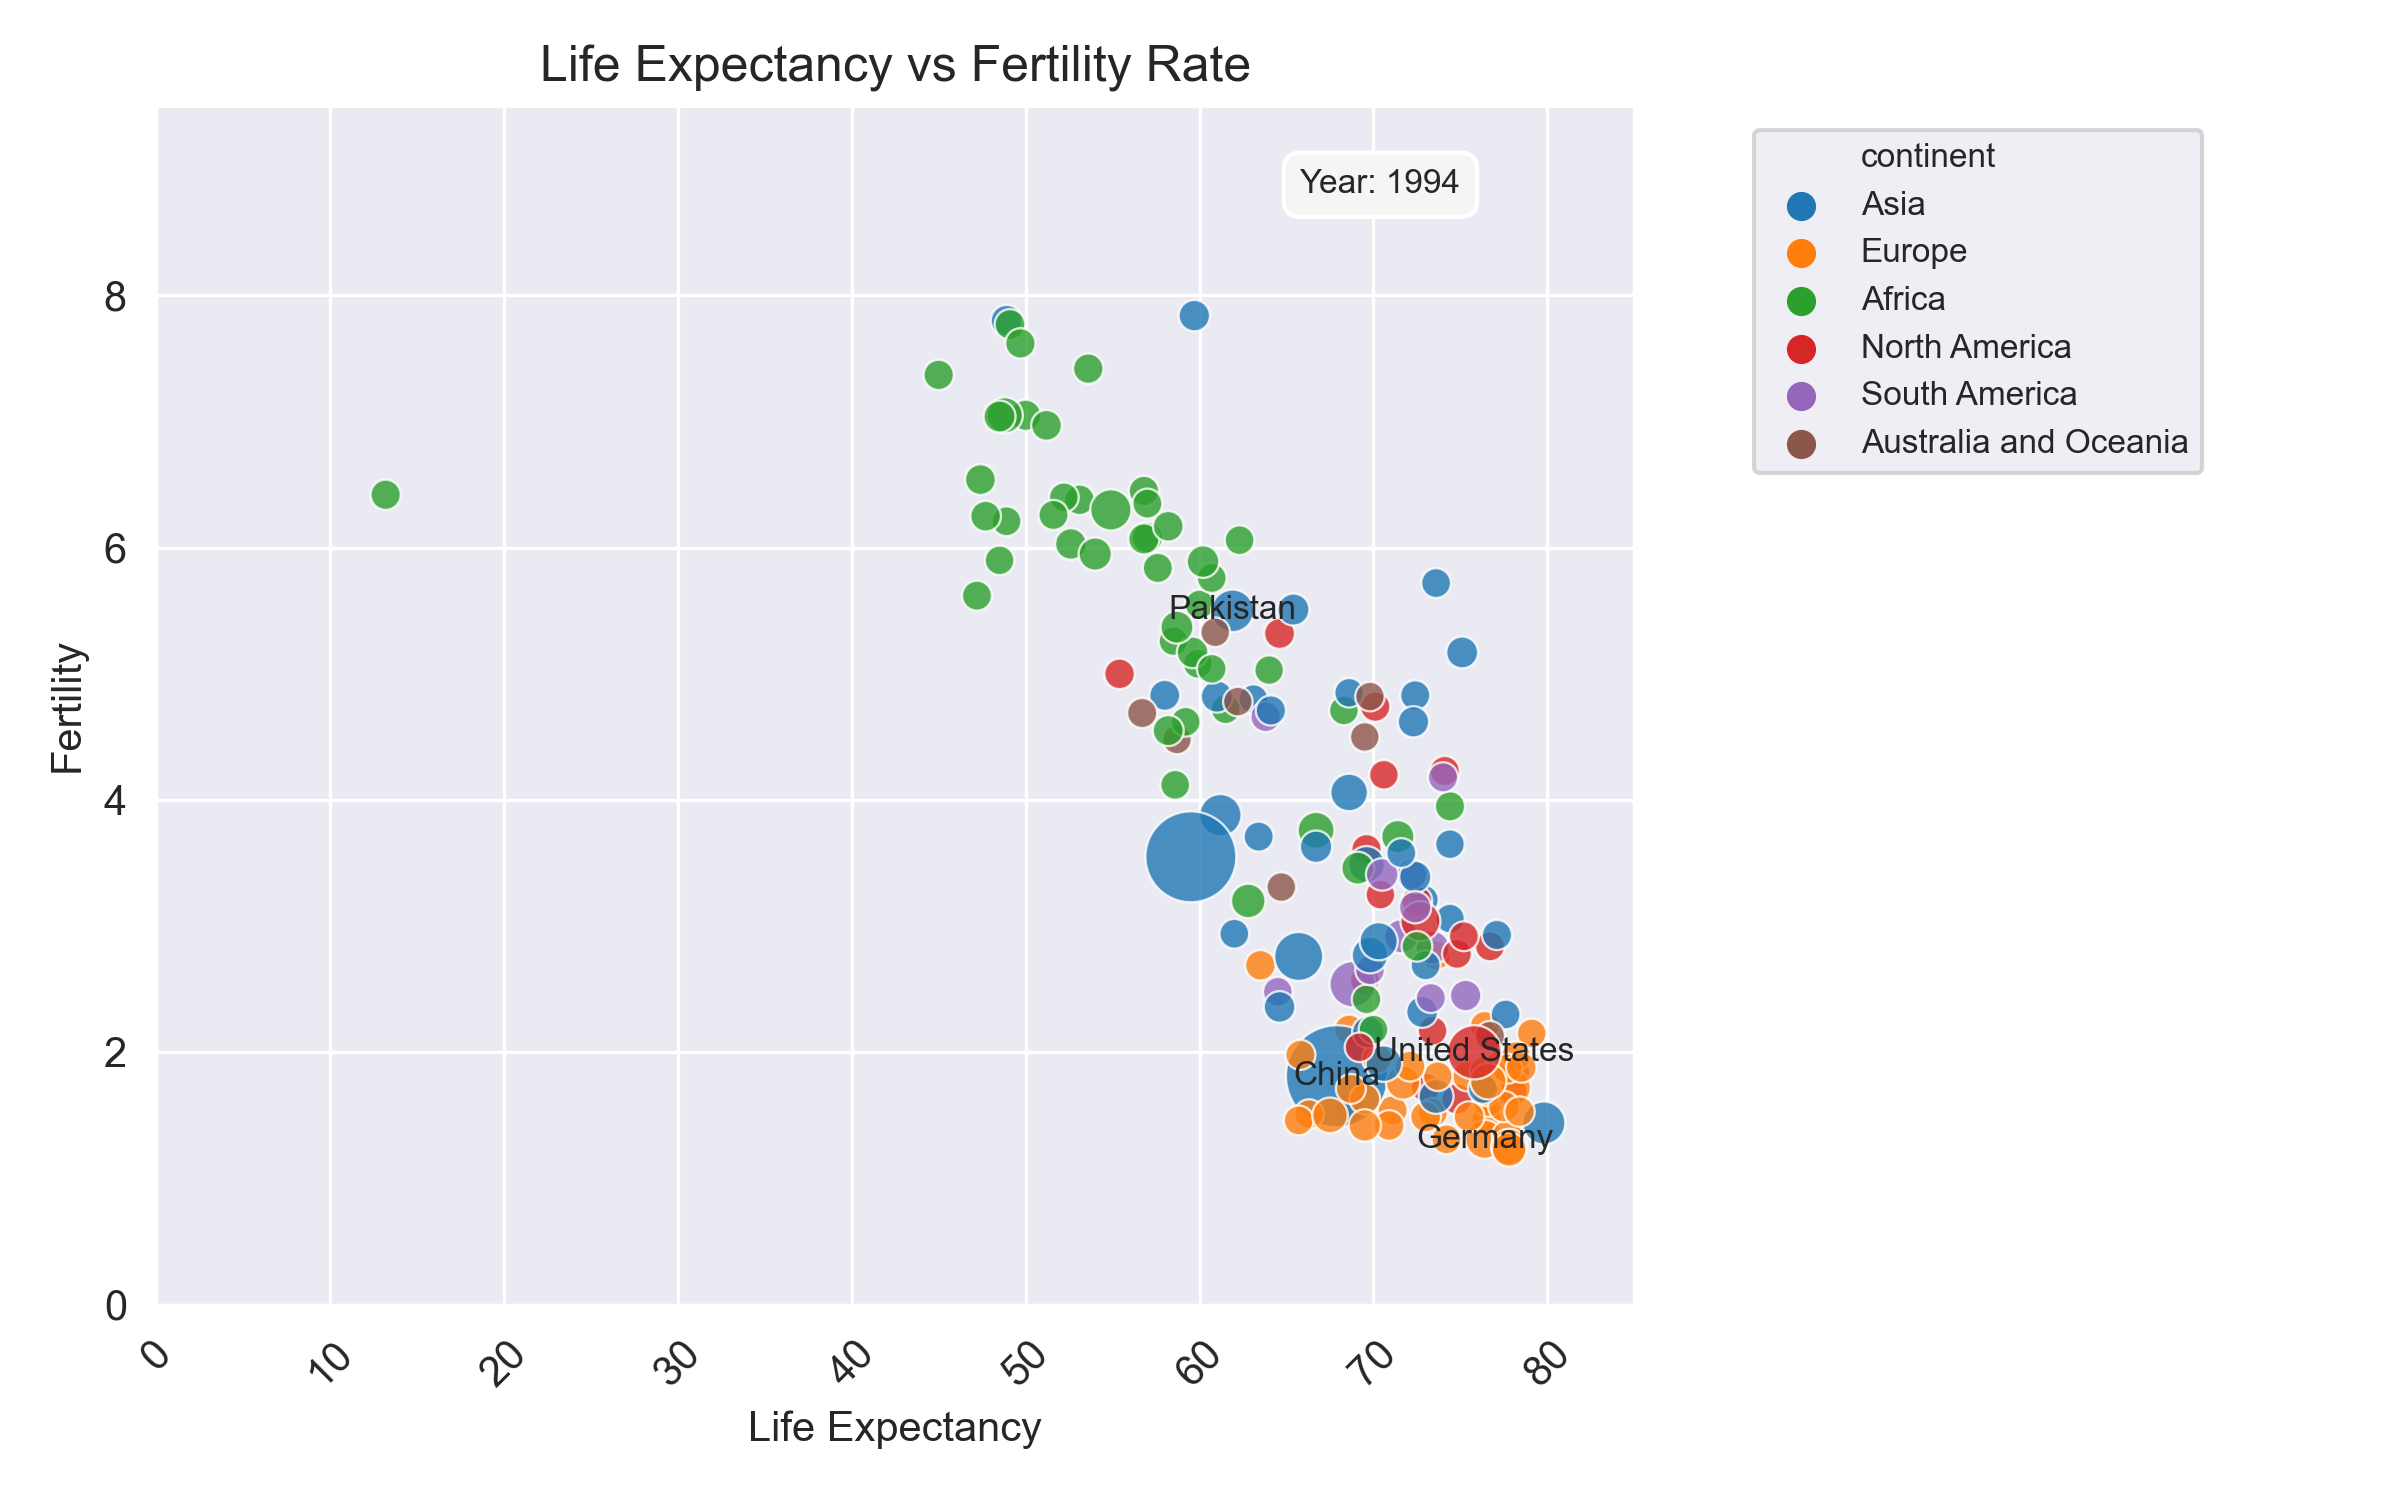 Life Expectancy vs Fertility Rate
Year: 1994
continent
Asia
Europe
Africa
North America
South America
Australia and Oceania
Fertility
8
6
4
2
0
Pakistan
United States
China
Germany
0 10 20 30 40 50 60 70 80
Life Expectancy